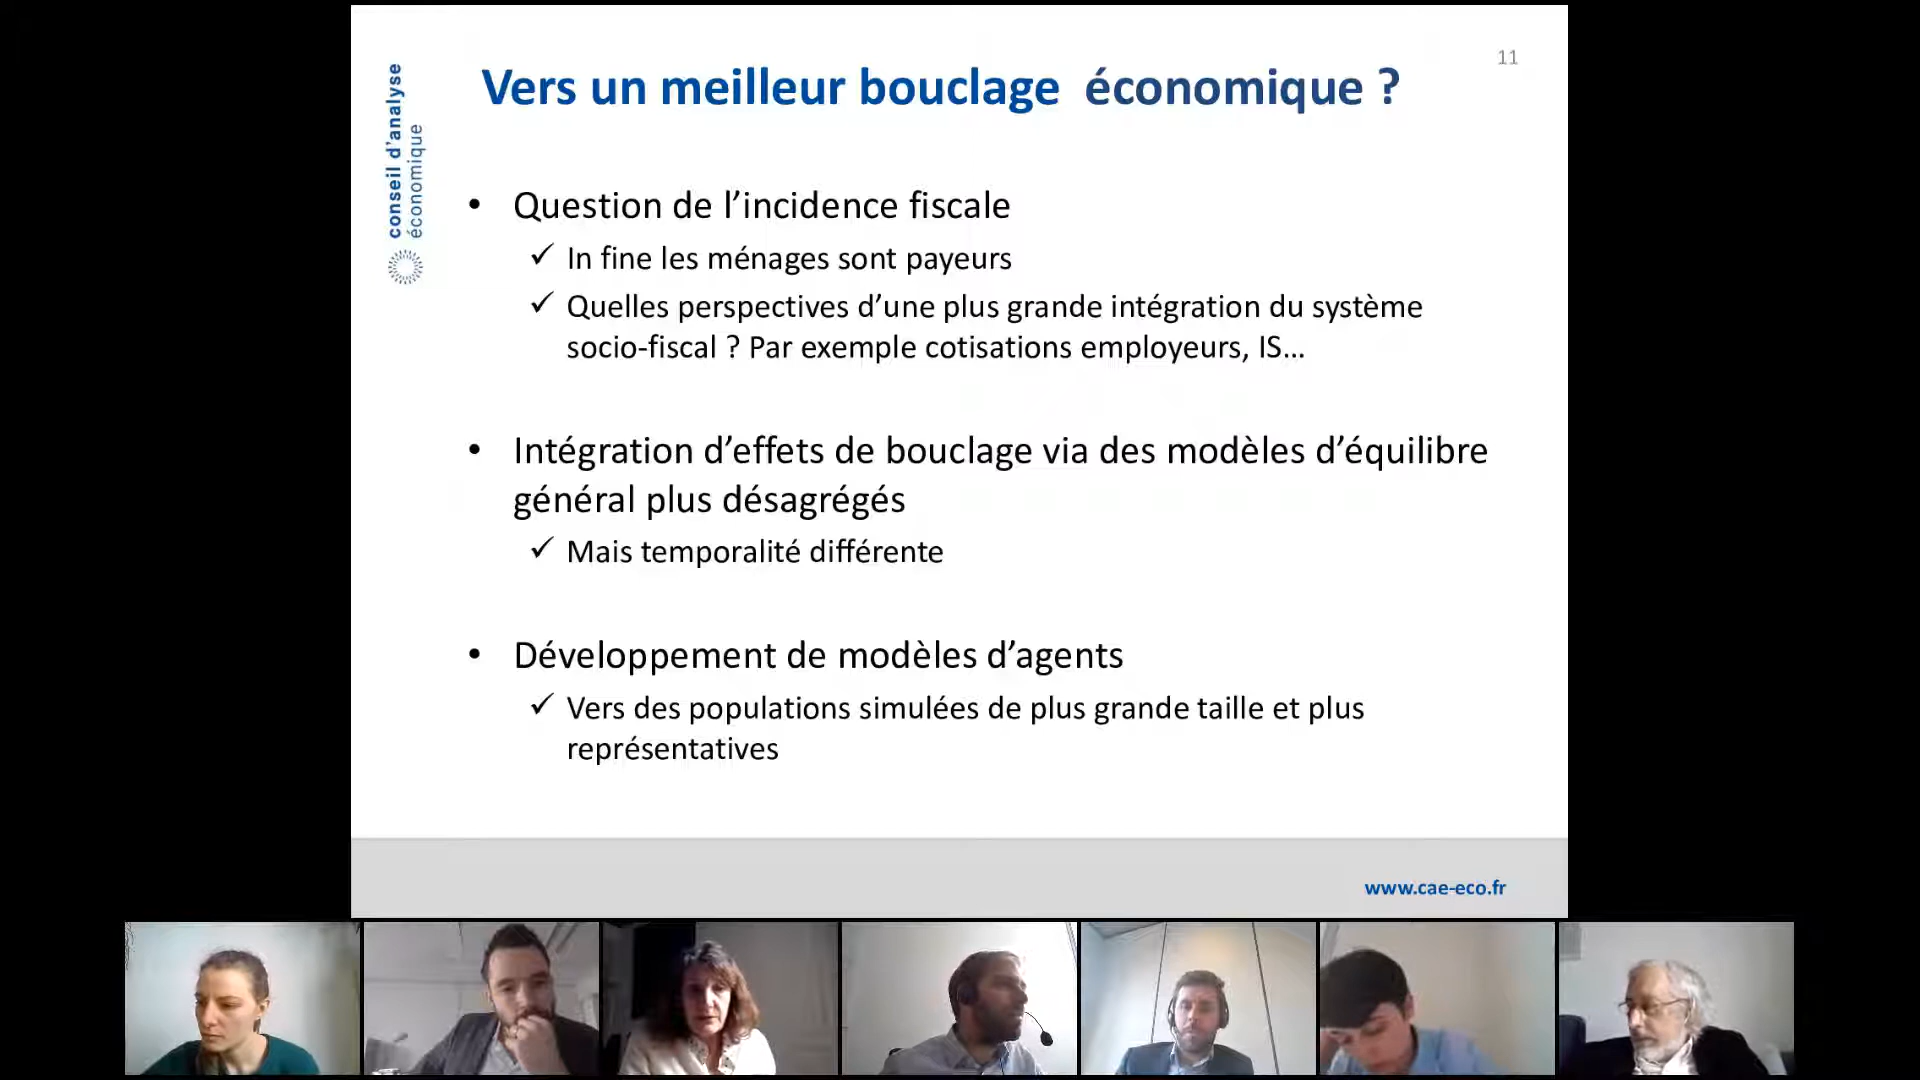 11
Vers un meilleur bouclage économique ?
conseil d'analyse
économique
• Question de l’incidence fiscale
✓ In fine les ménages sont payeurs
✓ Quelles perspectives d’une plus grande intégration du système
socio-fiscal ? Par exemple cotisations employeurs, IS…
• Intégration d’effets de bouclage via des modèles d’équilibre
général plus désagrégés
✓ Mais temporalité différente
• Développement de modèles d’agents
✓ Vers des populations simulées de plus grande taille et plus
représentatives
www.cae-eco.fr